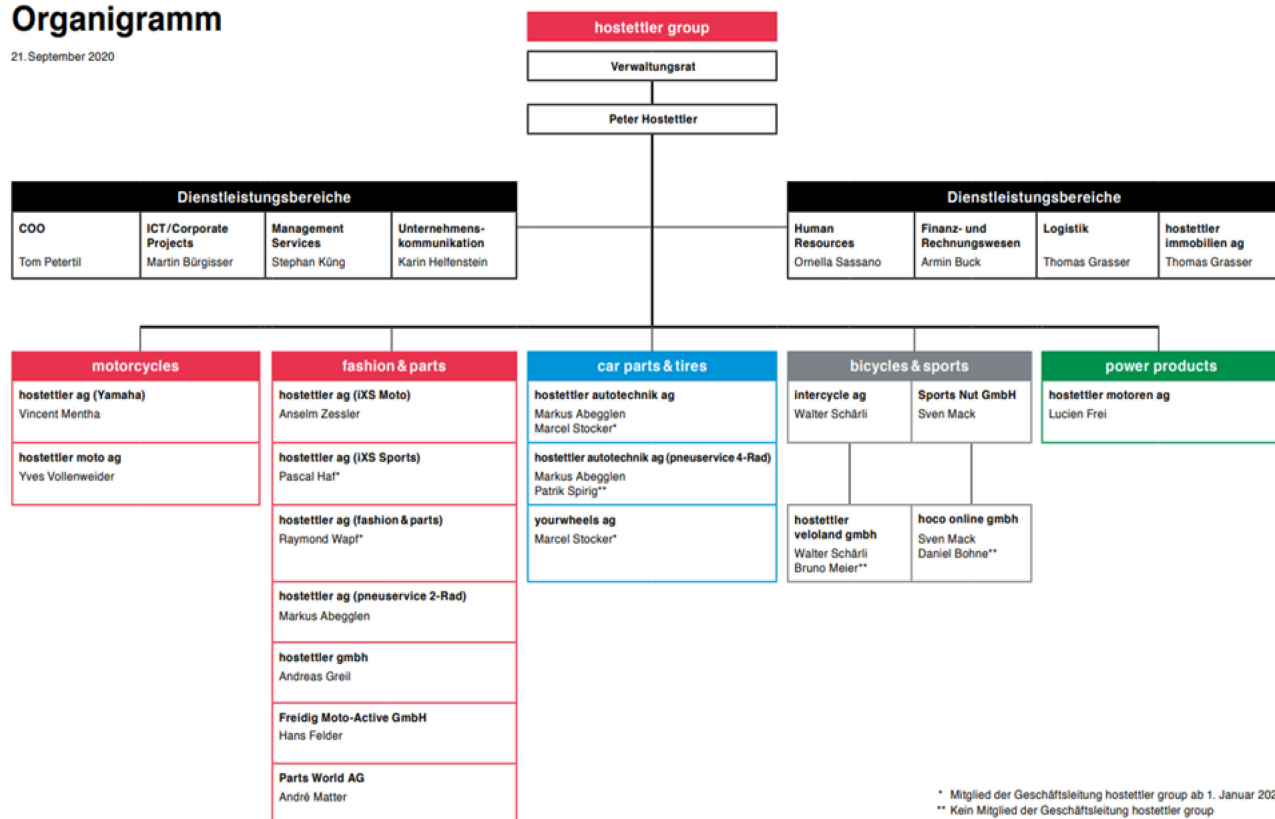 Organigramm
21. September 2020
hostettler group
Verwaltungsrat
Peter Hostettler
Dienstleistungsbereiche
COO
Tom Petertil
ICT/Corporate
Projects
Martin Bürgisser
Management
Services
Stephan Küng
Unternehmens-
kommunikation
Karin Helfenstein
Dienstleistungsbereiche
Human
Resources
Ornella Sassano
Finanz- und
Rechnungswesen
Armin Buck
Logistik
Thomas Grasser
hostettler
immobilien ag
Thomas Grasser
motorcycles
hostettler ag (Yamaha)
Vincent Mentha
hostettler moto ag
Yves Vollenweider
fashion & parts
hostettler ag (iXS Moto)
Anselm Zessler
hostettler ag (iXS Sports)
Pascal Haf*
hostettler ag (fashion & parts)
Raymond Wapf*
hostettler ag (pneuservice 2-Rad)
Markus Abegglen
hostettler gmbh
Andreas Greil
Freidig Moto-Active GmbH
Hans Felder
Parts World AG
André Matter
car parts & tires
hostettler autotechnik ag
Markus Abegglen
Marcel Stocker*
hostettler autotechnik ag (pneuservice 4-Rad)
Markus Abegglen
Patrik Spirig**
yourwheels ag
Marcel Stocker*
bicycles & sports
intercycle ag
Walter Schärli
Sports Nut GmbH
Sven Mack
hostettler
veloland gmbh
Walter Schärli
Bruno Meier**
hoco online gmbh
Sven Mack
Daniel Bohne**
power products
hostettler motoren ag
Lucien Frei
* Mitglied der Geschäftsleitung hostettler group ab 1. Januar 202
** Kein Mitglied der Geschäftsleitung hostettler group